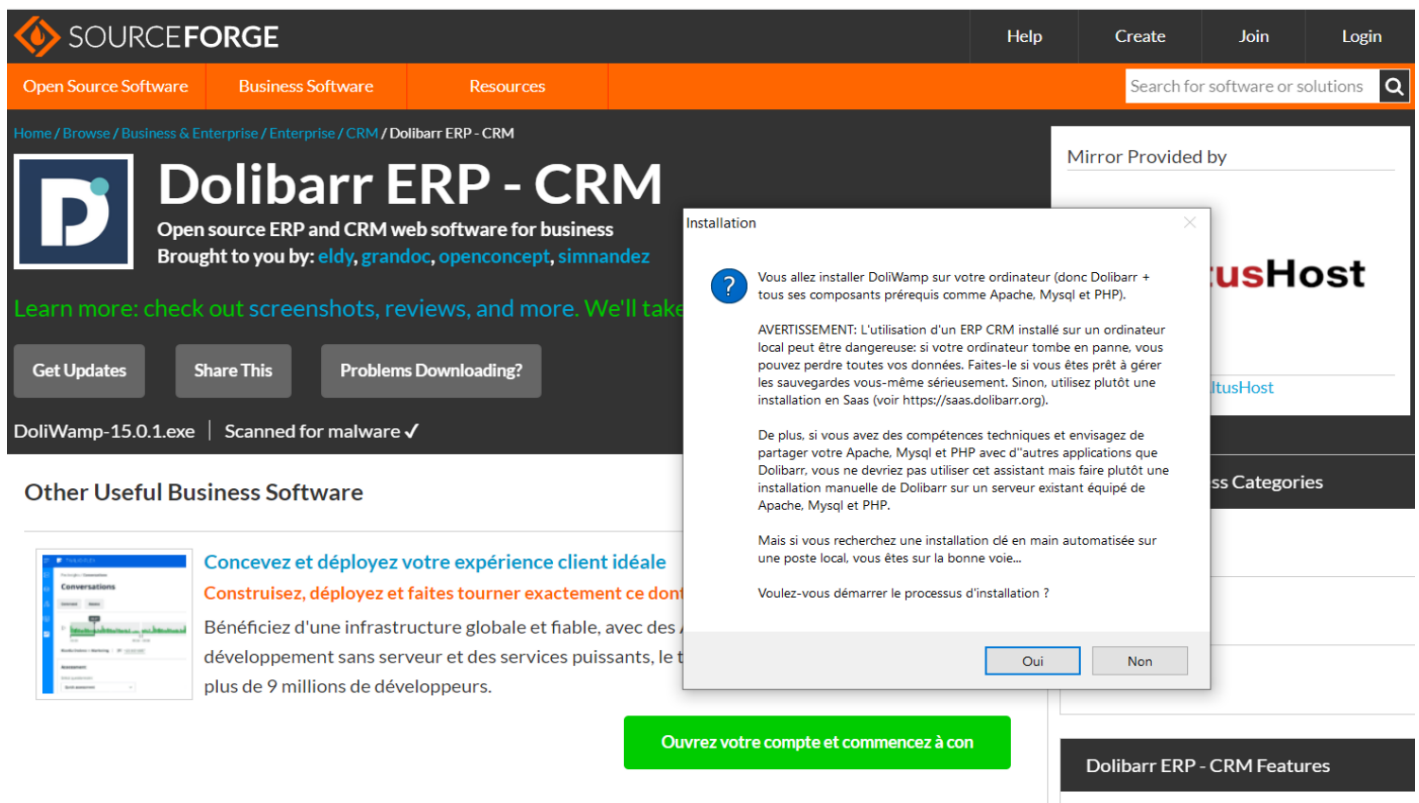 SOURCEFORGE
Help
Create
Join
Login
Open Source Software
Business Software
Resources
Search for software or solutions
Home / Browse / Business & Enterprise / Enterprise / CRM / Dolibarr ERP - CRM
Dolibarr ERP - CRM
Open source ERP and CRM web software for business
Brought to you by: eldy, grandoc, openconcept, simnandez
Learn more: check out screenshots, reviews, and more. We'll take
Get Updates
Share This
Problems Downloading?
DoliWamp-15.0.1.exe | Scanned for malware ✓
Mirror Provided by
tusHost
ltusHost
Installation
Vous allez installer DoliWamp sur votre ordinateur (donc Dolibarr +
tous ses composants prérequis comme Apache, Mysql et PHP).
AVERTISSEMENT: L'utilisation d'un ERP CRM installé sur un ordinateur
local peut être dangereuse: si votre ordinateur tombe en panne, vous
pouvez perdre toutes vos données. Faites-le si vous êtes prêt à gérer
les sauvegardes vous-même sérieusement. Sinon, utilisez plutôt une
installation en Saas (voir https://saas.dolibarr.org).
De plus, si vous avez des compétences techniques et envisagez de
partager votre Apache, Mysql et PHP avec d''autres applications que
Dolibarr, vous ne devriez pas utiliser cet assistant mais faire plutôt une
installation manuelle de Dolibarr sur un serveur existant équipé de
Apache, Mysql et PHP.
Mais si vous recherchez une installation clé en main automatisée sur
une poste local, vous êtes sur la bonne voie...
Voulez-vous démarrer le processus d'installation ?
Oui
Non
Other Useful Business Software
Conversations
Concevez et déployez votre expérience client idéale
Construisez, déployez et faites tourner exactement ce dont
Bénéficiez d'une infrastructure globale et fiable, avec des
développement sans serveur et des services puissants, le t
plus de 9 millions de développeurs.
Ouvrez votre compte et commencez à con
ss Categories
Dolibarr ERP - CRM Features